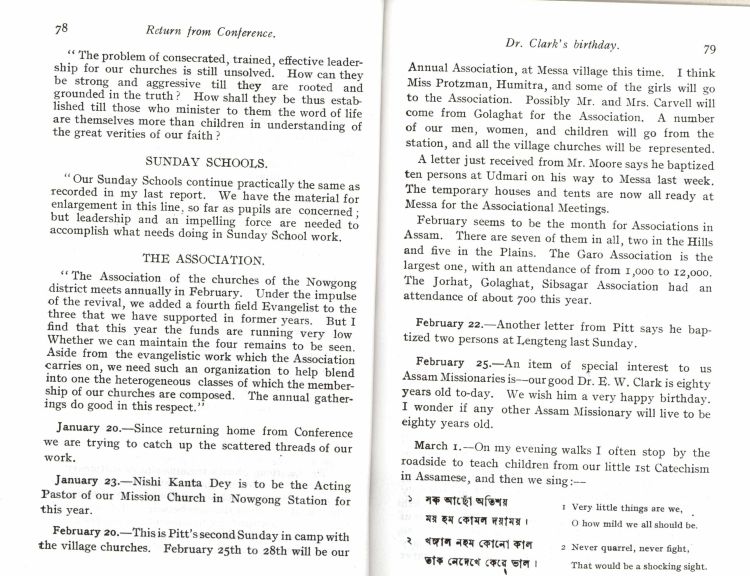 78 Return from Conference.
" The problem of consecrated, trained, effective leader-
ship for our churches is still unsolved. How can they
be strong and aggressive till they are rooted and
grounded in the truth? How shall they be thus estab-
lished till those who minister to them the word of life
are themselves more than children in understanding of
the great verities of our faith?
SUNDAY SCHOOLS.
" Our Sunday Schools continue practically the same as
recorded in my last report. We have the material for
enlargement in this line, so far as pupils are concerned;
but leadership and an impelling force are needed to
accomplish what needs doing in Sunday School work.
THE ASSOCIATION.
" The Association of the churches of the Nowgong
district meets annually in February. Under the impulse
of the revival, we added a fourth field Evangelist to the
three that we have supported in former years. But I
find that this year the funds are running very low
Whether we can maintain the four remains to be seen.
Aside from the evangelistic work which the Association
carries on, we need such an organization to help blend
into one the heterogeneous classes of which the member-
ship of our churches are composed. The annual gather-
ings do good in this respect."
January 20.—Since returning home from Conference
we are trying to catch up the scattered threads of our
work.
January 23.—Nishi Kanta Dey is to be the Acting
Pastor of our Mission Church in Nowgong Station for
this year.
February 20.—This is Pitt's second Sunday in camp with
the village churches. February 25th to 28th will be our
Dr. Clark's birthday. 79
Annual Association, at Messa village this time. I think
Miss Protzman, Humitra, and some of the girls will go
to the Association. Possibly Mr. and Mrs. Carvell will
come from Golaghat for the Association. A number
of our men, women, and children will go from the
station, and all the village churches will be represented.
A letter just received from Mr. Moore says he baptized
ten persons at Udmari on his way to Messa last week.
The temporary houses and tents are now all ready at
Messa for the Associational Meetings.
February seems to be the month for Associations in
Assam. There are seven of them in all, two in the Hills
and five in the Plains. The Garo Association is the
largest one, with an attendance of from 1,000 to 12,000.
The Jorhat, Golaghat, Sibsagar Association had an
attendance of about 700 this year.
February 22.—Another letter from Pitt says he bap-
tized two persons at Lengteng last Sunday.
February 25.—An item of special interest to us
Assam Missionaries is—our good Dr. E. W. Clark is eighty
years old to-day. We wish him a very happy birthday.
I wonder if any other Assam Missionary will live to be
eighty years old.
March 1.—On my evening walks I often stop by the
roadside to teach children from our little 1st Catechism
in Assamese, and then we sing:—
১ সৰু আছোঁ অতিশয় 1 Very little things are we,
ময় হম কোমল দয়াময়। O how mild we all should be.
২ খঙ্গাল নহম কোনো কাল 2 Never quarrel, never fight,
তাক নেদেখে কেৱে ভাল। That would be a shocking sight.